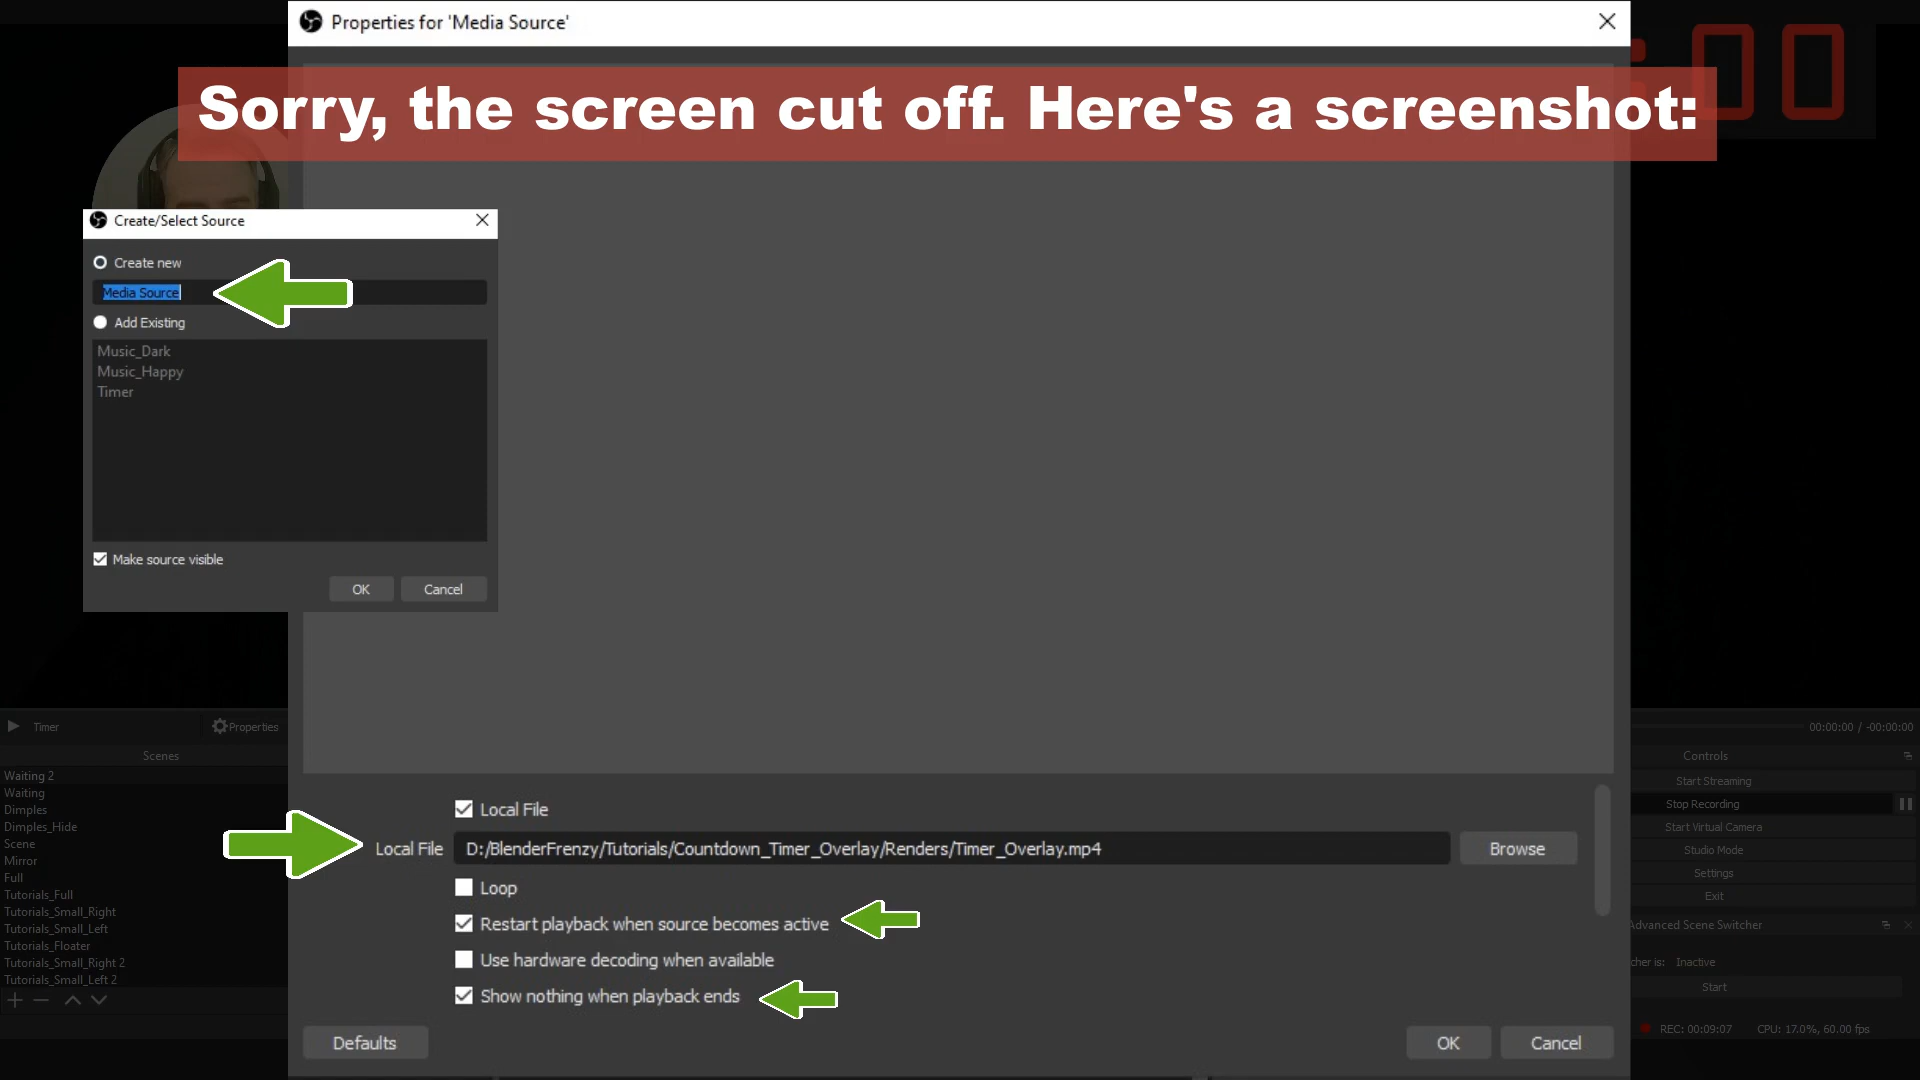 Properties for 'Media Source'
Sorry, the screen cut off. Here's a screenshot:
Create/Select Source
Create new
Media Source
Add Existing
Music_Dark
Music_Happy
Timer
Make source visible
OK
Cancel
Timer
Properties
00:00:00 / -00:00:00
Scenes
Waiting 2
Waiting
Dimples
Dimples_Hide
Scene
Mirror
Full
Tutorials_Full
Tutorials_Small_Right
Tutorials_Small_Left
Tutorials_Floater
Tutorials_Small_Right 2
Tutorials_Small_Left 2
Local File
Local File
D:/BlenderFrenzy/Tutorials/Countdown_Timer_Overlay/Renders/Timer_Overlay.mp4
Browse
Loop
Restart playback when source becomes active
Use hardware decoding when available
Show nothing when playback ends
Defaults
OK
Cancel
Controls
Start Streaming
Stop Recording
Start Virtual Camera
Studio Mode
Settings
Exit
Advanced Scene Switcher
cher is: Inactive
Start
REC: 00:09:07
CPU: 17.0%, 60.00 fps
:00